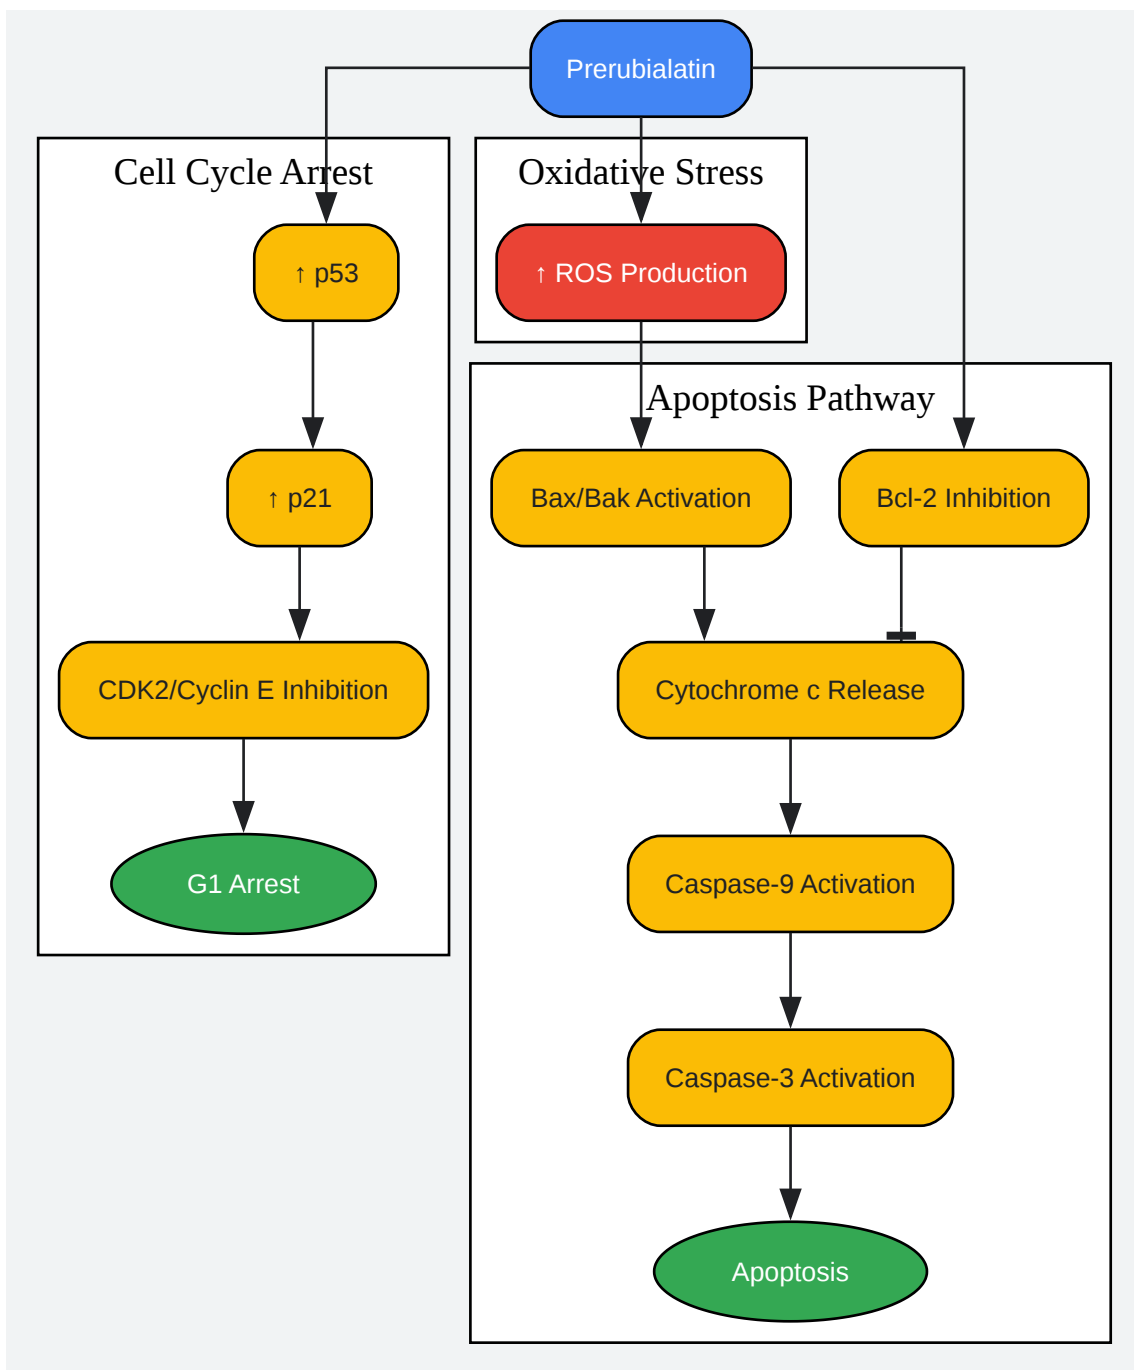 Prerubialatin
Cell Cycle Arrest
↑ p53
↑ p21
CDK2/Cyclin E Inhibition
G1 Arrest
Oxidative Stress
↑ ROS Production
Apoptosis Pathway
Bax/Bak Activation
Bcl-2 Inhibition
Cytochrome c Release
Caspase-9 Activation
Caspase-3 Activation
Apoptosis